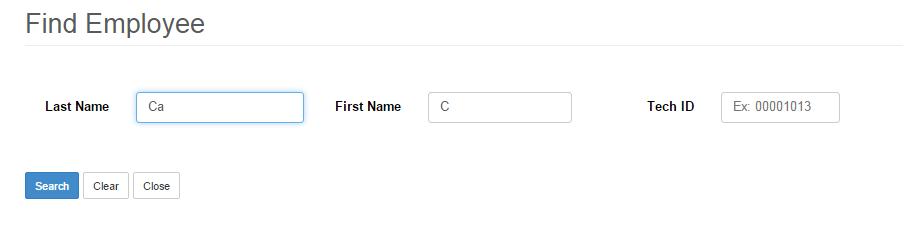 Find Employee
Last Name Ca First Name C Tech ID Ex: 00001013
Search Clear Close